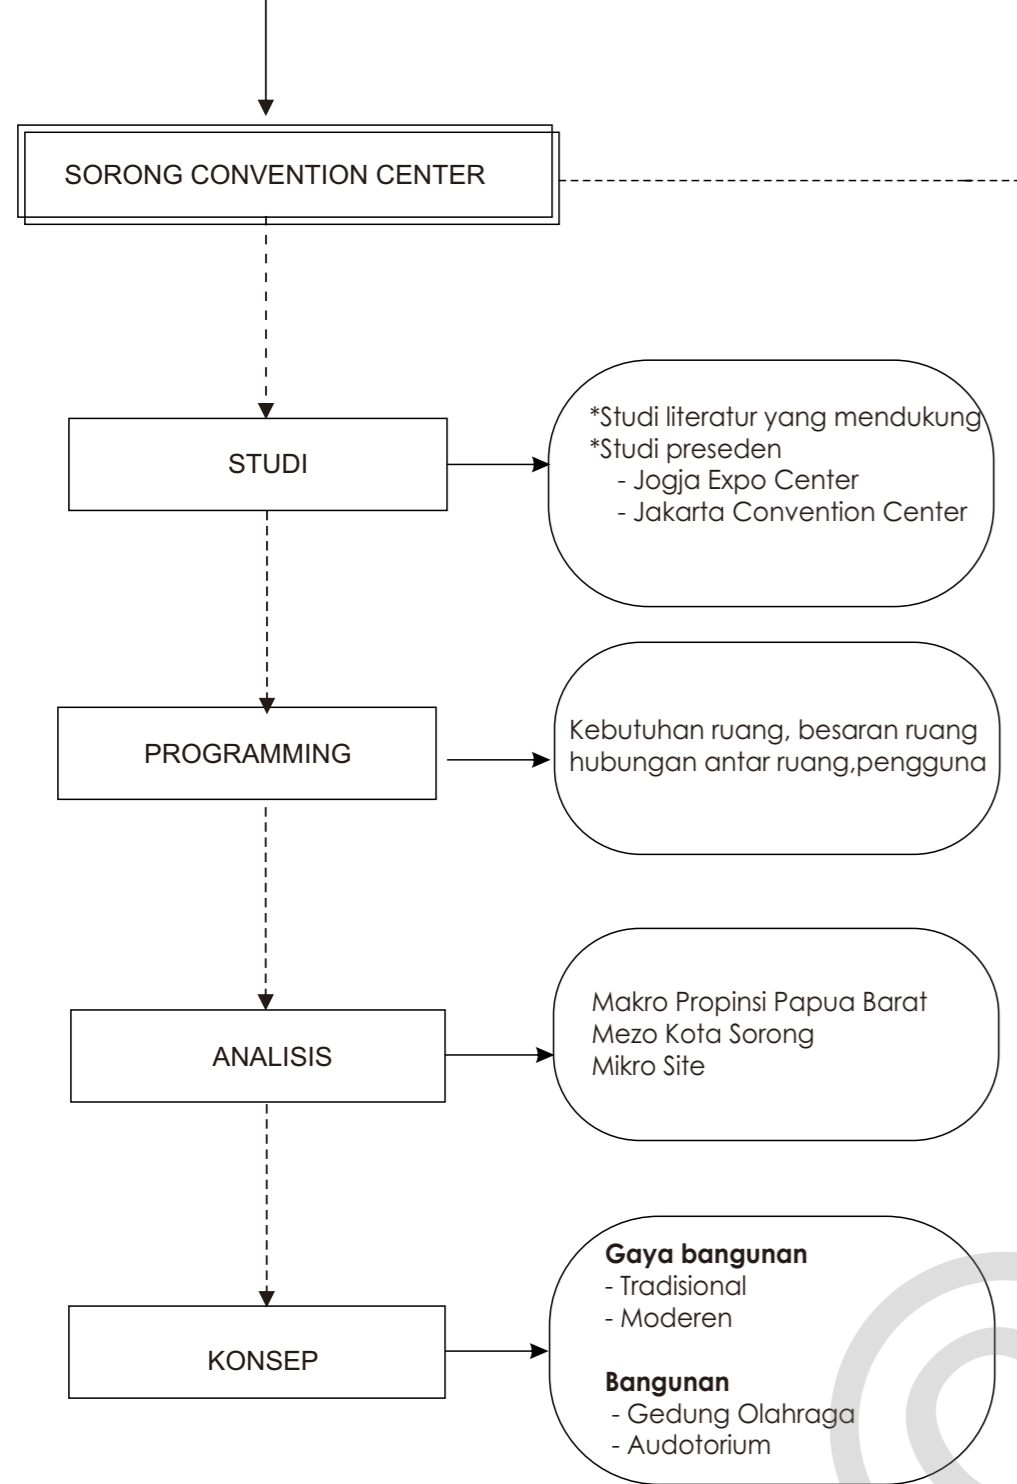 SORONG CONVENTION CENTER
STUDI
*Studi literatur yang mendukung
*Studi preseden
- Jogja Expo Center
- Jakarta Convention Center
PROGRAMMING
Kebutuhan ruang, besaran ruang
hubungan antar ruang,pengguna
ANALISIS
Makro Propinsi Papua Barat
Mezo Kota Sorong
Mikro Site
KONSEP
Gaya bangunan
- Tradisional
- Moderen
Bangunan
- Gedung Olahraga
- Audotorium